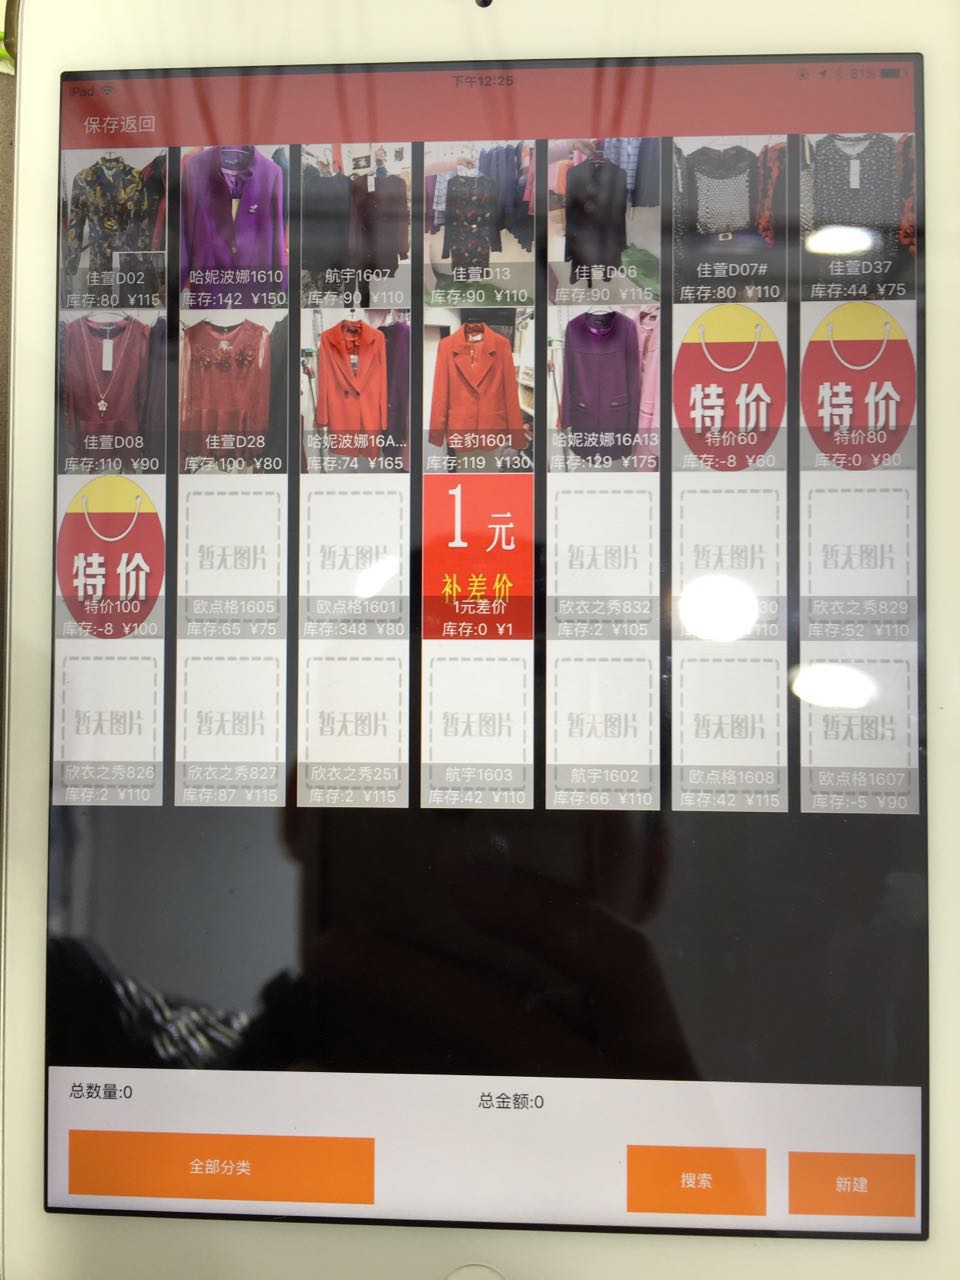 iPad
下午12:25
81%
保存返回
佳萱D02
库存:80 ¥115
哈妮波娜1610
库存:142 ¥150
航宇1607
库存:90 ¥110
佳萱D13
库存:90 ¥110
佳萱D06
库存:90 ¥115
佳萱D07#
库存:80 ¥110
佳萱D37
库存:44 ¥75
佳萱D08
库存:110 ¥90
佳萱D28
库存:100 ¥80
哈妮波娜16A...
库存:74 ¥165
金豹1601
库存:119 ¥130
哈妮波娜16A13
库存:129 ¥175
特价
特价60
库存:-8 ¥60
特价
特价80
库存:0 ¥80
特价
特价100
库存:-8 ¥100
暂无图片
欧点格1605
库存:65 ¥75
暂无图片
欧点格1601
库存:348 ¥80
1元
补差价
1元差价
库存:0 ¥1
暂无图片
欣衣之秀832
库存:2 ¥105
暂无图片
30
¥110
暂无图片
欣衣之秀829
库存:52 ¥110
暂无图片
欣衣之秀826
库存:2 ¥110
暂无图片
欣衣之秀827
库存:87 ¥115
暂无图片
欣衣之秀251
库存:2 ¥115
暂无图片
航宇1603
库存:42 ¥110
暂无图片
航宇1602
库存:66 ¥110
暂无图片
欧点格1608
库存:42 ¥115
暂无图片
欧点格1607
库存:-5 ¥90
总数量:0
总金额:0
全部分类
搜索
新建